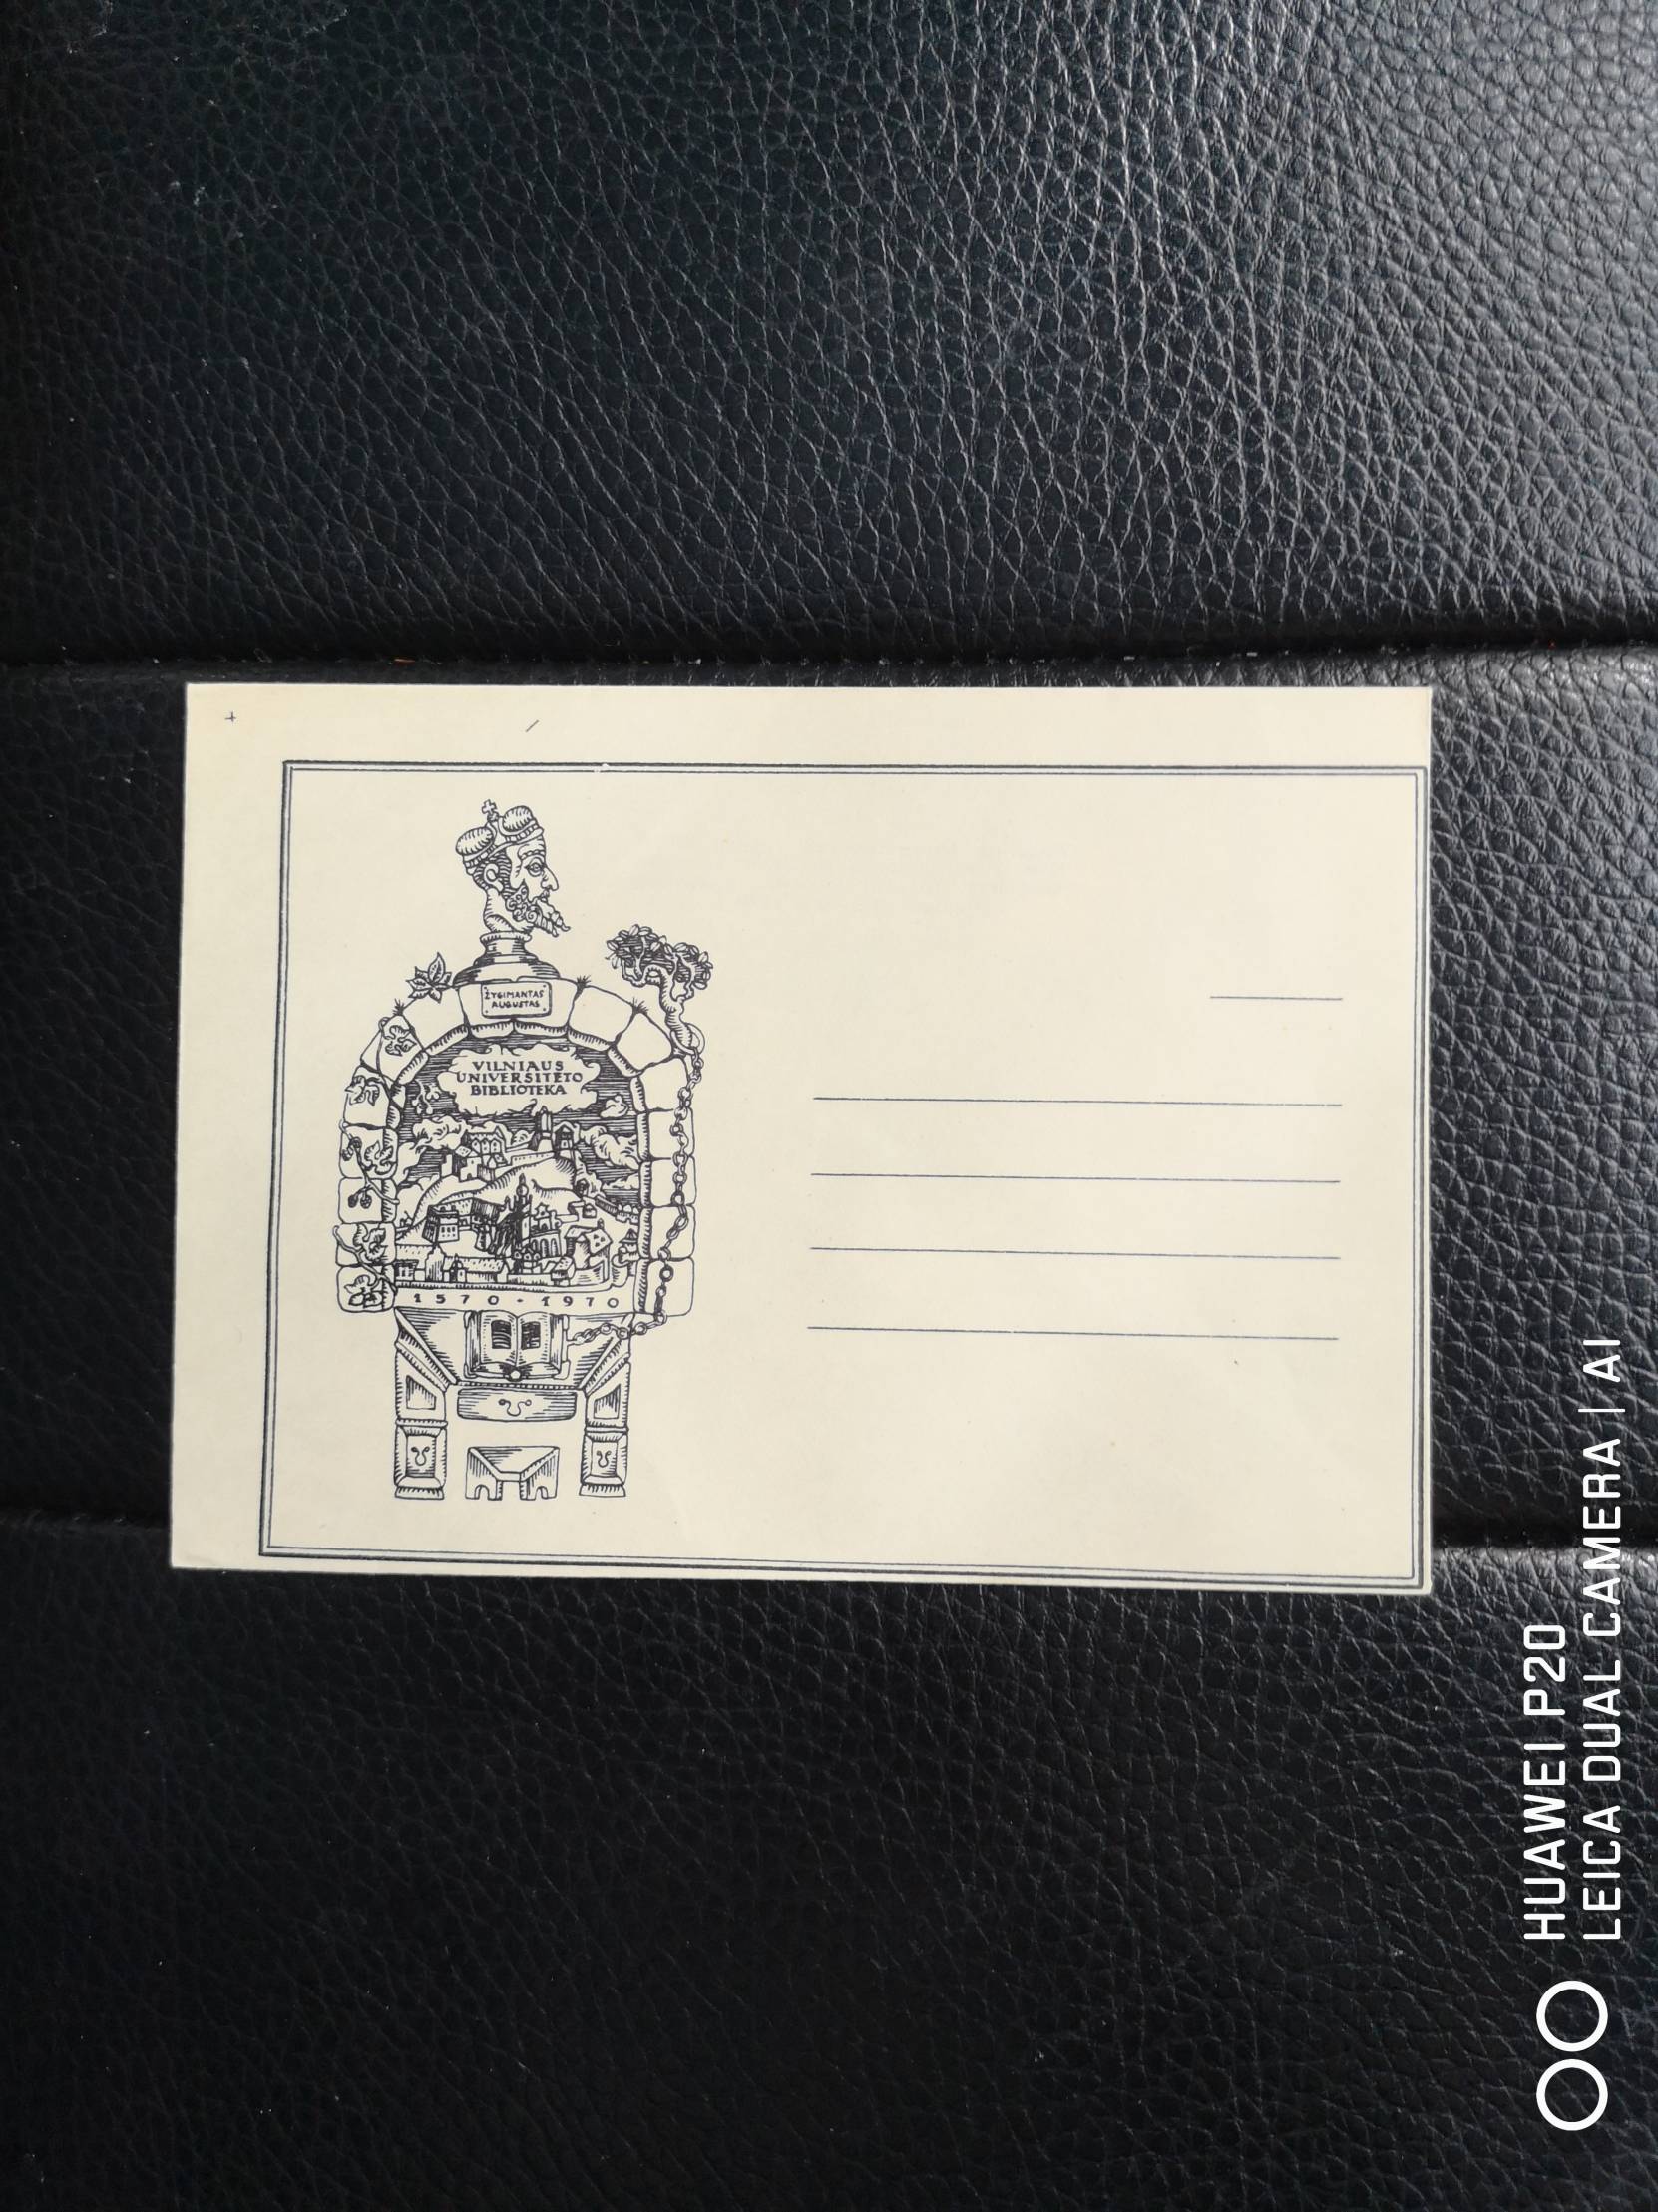 ŽYGIMANTAS
AUGUSTAS
VILNIAUS
UNIVERSITETO
BIBLIOTEKA
1570 · 1970
HUAWEI P20
LEICA DUAL CAMERA | AI